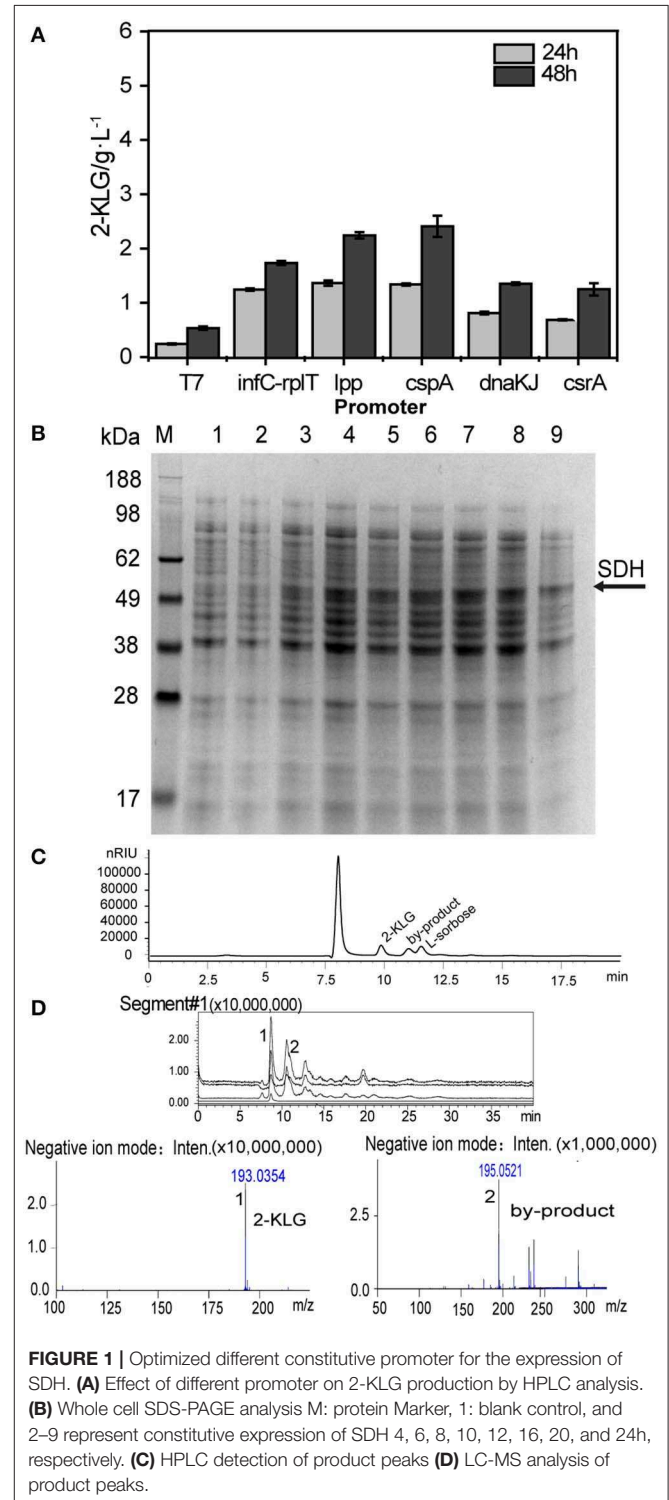 A
6
5
4
3
2
1
0
2-KLG/g·L⁻¹
24h
48h
T7 infC-rplT lpp cspA dnaKJ csrA
Promoter
B
kDa M 1 2 3 4 5 6 7 8 9
188
98
62
49
38
28
17
SDH
C
nRIU
100000
80000
60000
40000
20000
0
2-KLG
by-product
L-sorbose
0 2.5 5 7.5 10 12.5 15 17.5 min
D
Segment#1(x10,000,000)
2.00
1.00
0.00
1
2
0 5 10 15 20 25 30 35 min
Negative ion mode: Inten.(x10,000,000)
193.0354
1
2-KLG
2.0
1.0
0.0
100 125 150 185 200 m/z
Negative ion mode: Inten. (x1,000,000)
195.0521
2
by-product
2.5
0.0
50 100 150 200 250 300 m/z
FIGURE 1 | Optimized different constitutive promoter for the expression of
SDH. (A) Effect of different promoter on 2-KLG production by HPLC analysis.
(B) Whole cell SDS-PAGE analysis M: protein Marker, 1: blank control, and
2–9 represent constitutive expression of SDH 4, 6, 8, 10, 12, 16, 20, and 24h,
respectively. (C) HPLC detection of product peaks (D) LC-MS analysis of
product peaks.